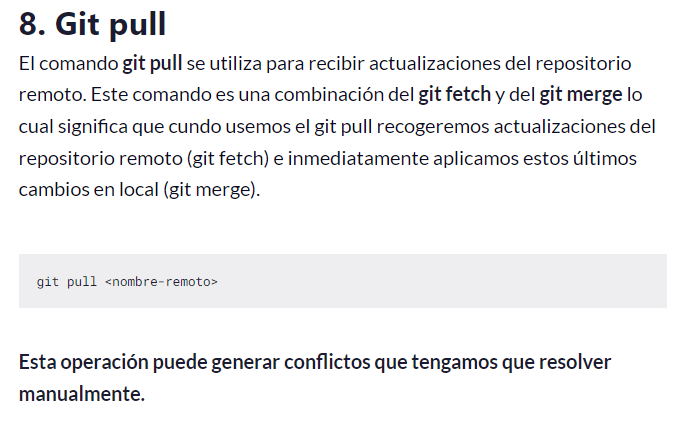 8. Git pull
El comando git pull se utiliza para recibir actualizaciones del repositorio
remoto. Este comando es una combinación del git fetch y del git merge lo
cual significa que cundo usemos el git pull recogeremos actualizaciones del
repositorio remoto (git fetch) e inmediatamente aplicamos estos últimos
cambios en local (git merge).
git pull <nombre-remoto>
Esta operación puede generar conflictos que tengamos que resolver
manualmente.